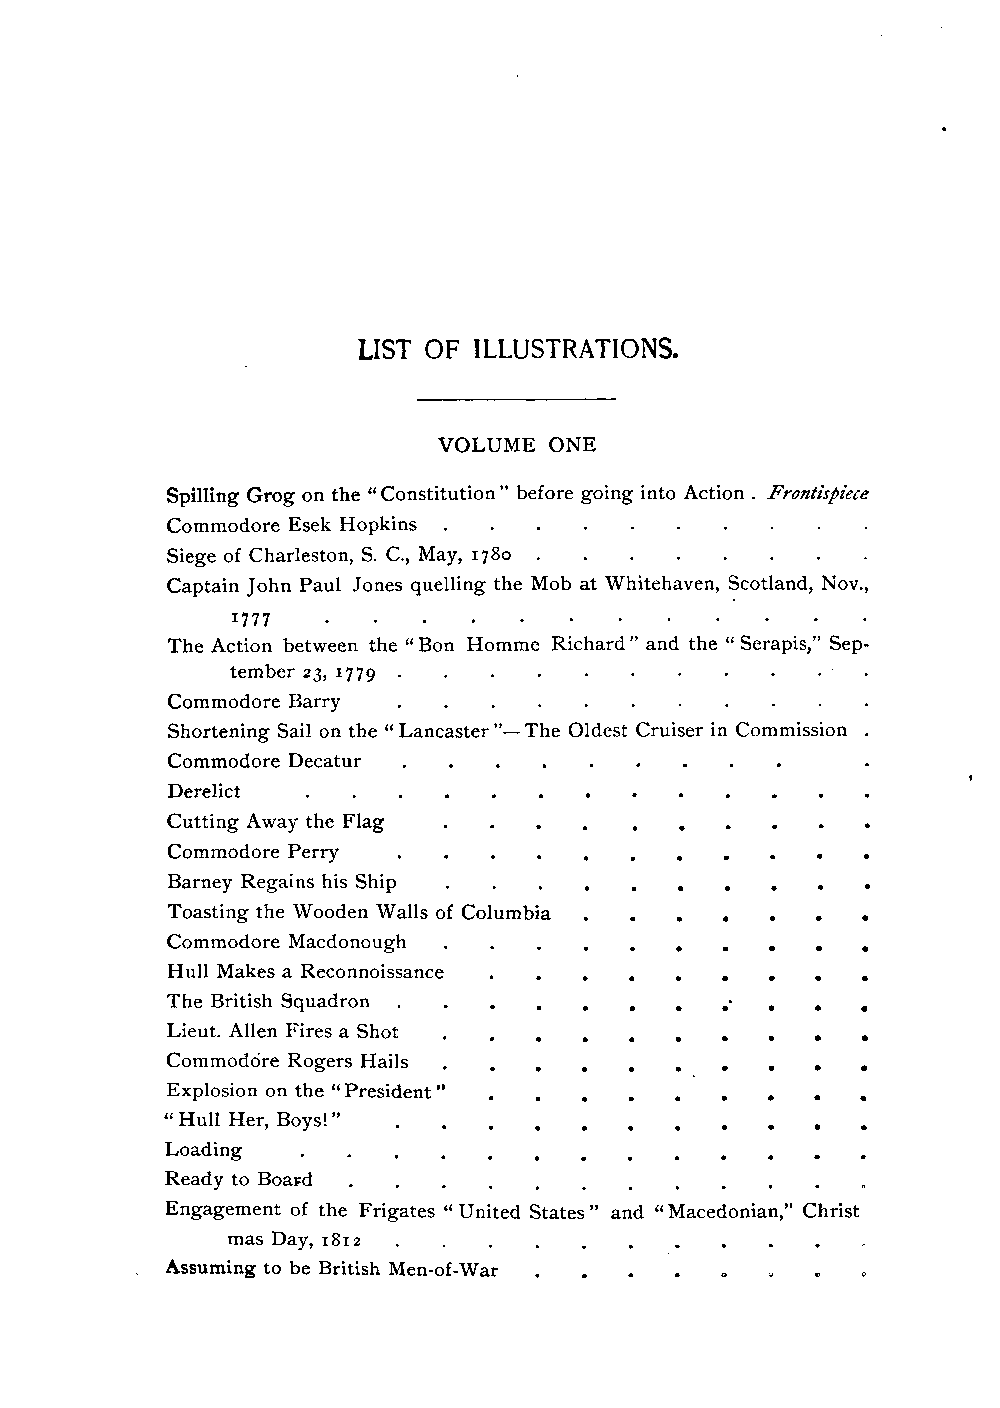 LIST OF ILLUSTRATIONS.
VOLUME ONE
Spilling Grog on the “Constitution” before going into Action . Frontispiece
Commodore Esek Hopkins . . . . . . . . . .
Siege of Charleston, S. C., May, 1780 . . . . . . . .
Captain John Paul Jones quelling the Mob at Whitehaven, Scotland, Nov.,
1777 . . . . . . . . . . . .
The Action between the “Bon Homme Richard” and the “Serapis,” Sep-
tember 23, 1779 . . . . . . . . . . .
Commodore Barry . . . . . . . . . . .
Shortening Sail on the “Lancaster”—The Oldest Cruiser in Commission .
Commodore Decatur . . . . . . . . . .
Derelict . . . . . . . . . . . . .
Cutting Away the Flag . . . . . . . . . .
Commodore Perry . . . . . . . . . . .
Barney Regains his Ship . . . . . . . . . .
Toasting the Wooden Walls of Columbia . . . . . . .
Commodore Macdonough . . . . . . . . . .
Hull Makes a Reconnoissance . . . . . . . . .
The British Squadron . . . . . . . . . . .
Lieut. Allen Fires a Shot . . . . . . . . . .
Commodore Rogers Hails . . . . . . . . . .
Explosion on the “President” . . . . . . . . .
“Hull Her, Boys!” . . . . . . . . . . .
Loading . . . . . . . . . . . . .
Ready to Board . . . . . . . . . . . .
Engagement of the Frigates “United States” and “Macedonian,” Christ
mas Day, 1812 . . . . . . . . . . .
Assuming to be British Men-of-War . . . . . . . .